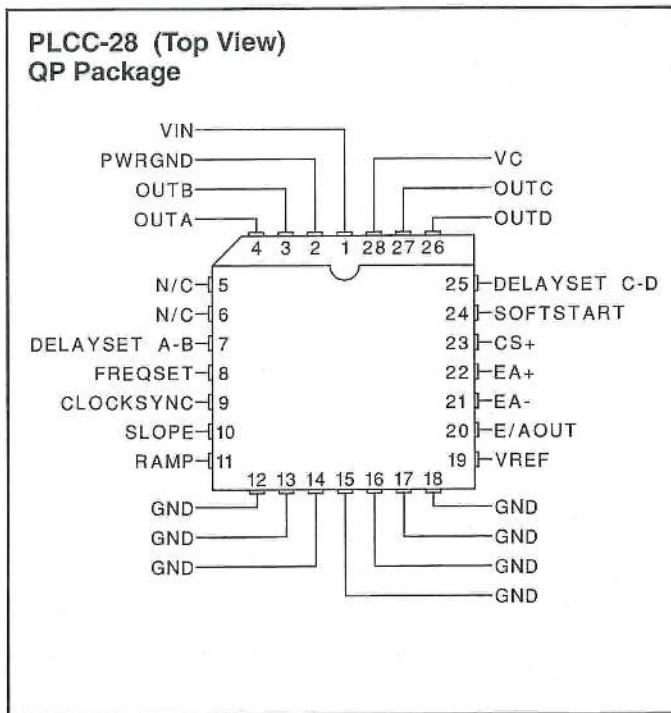 PLCC-28 (Top View)
QP Package
VIN
PWRGND
OUTB
OUTA
VC
OUTC
OUTD
4 3 2 1 28 27 26
N/C 5
N/C 6
DELAYSET A-B 7
FREQSET 8
CLOCKSYNC 9
SLOPE 10
RAMP 11
25 DELAYSET C-D
24 SOFTSTART
23 CS+
22 EA+
21 EA-
20 E/AOUT
19 VREF
12 13 14 15 16 17 18
GND
GND
GND
GND
GND
GND
GND